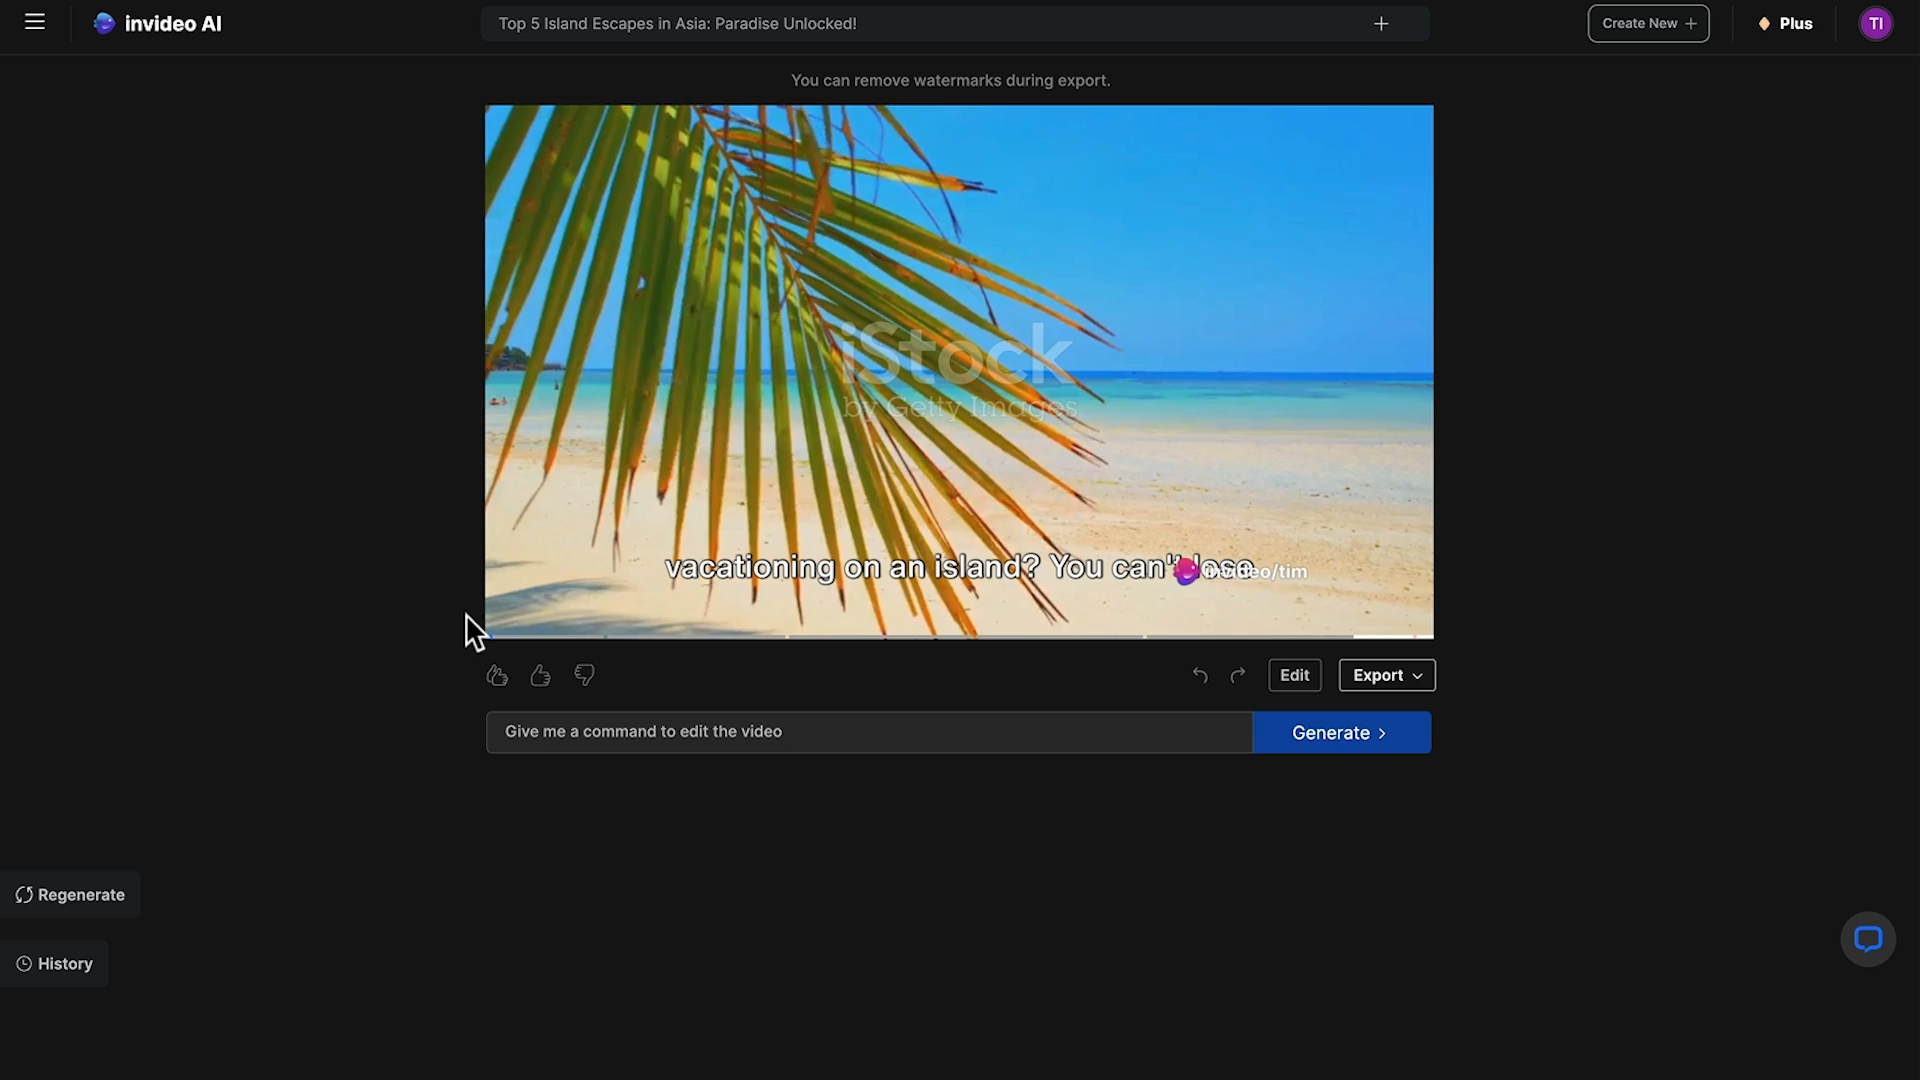 invideo AI
Top 5 Island Escapes in Asia: Paradise Unlocked!
Create New
Plus
TI
You can remove watermarks during export.
iStock
by Getty Images
vacationing on an island? You can't lose
invideo/tim
Edit
Export
Give me a command to edit the video
Generate
Regenerate
History